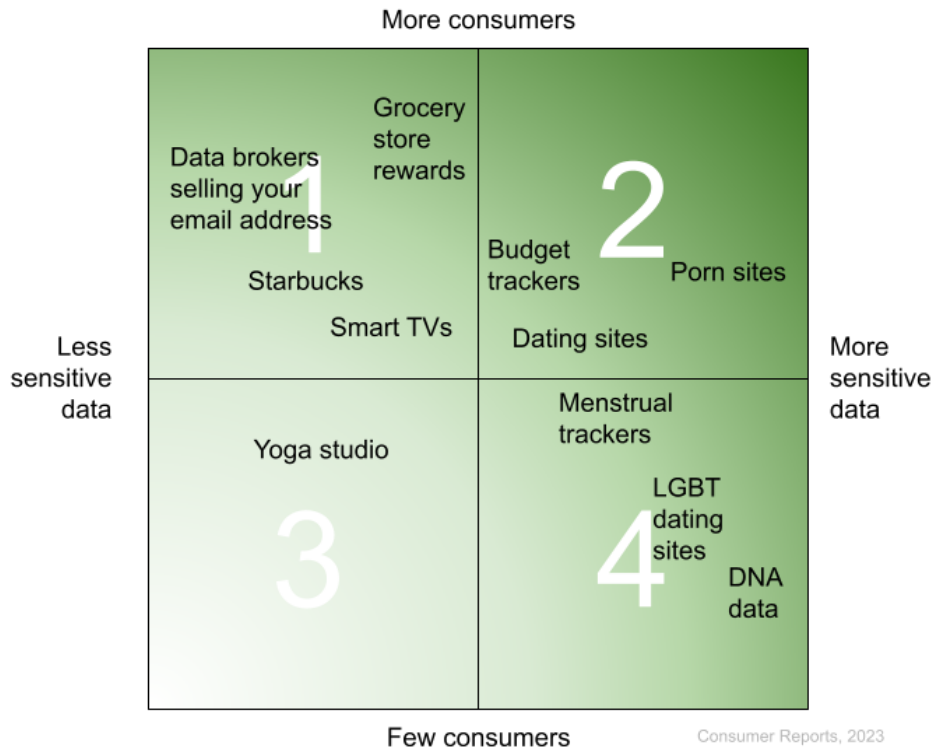 More consumers
Grocery
store
rewards
Data brokers
selling your
email address
1
Starbucks
Smart TVs
2
Budget
trackers
Porn sites
Dating sites
Less
sensitive
data
More
sensitive
data
Yoga studio
3
Menstrual
trackers
LGBT
dating
sites
4
DNA
data
Few consumers
Consumer Reports, 2023